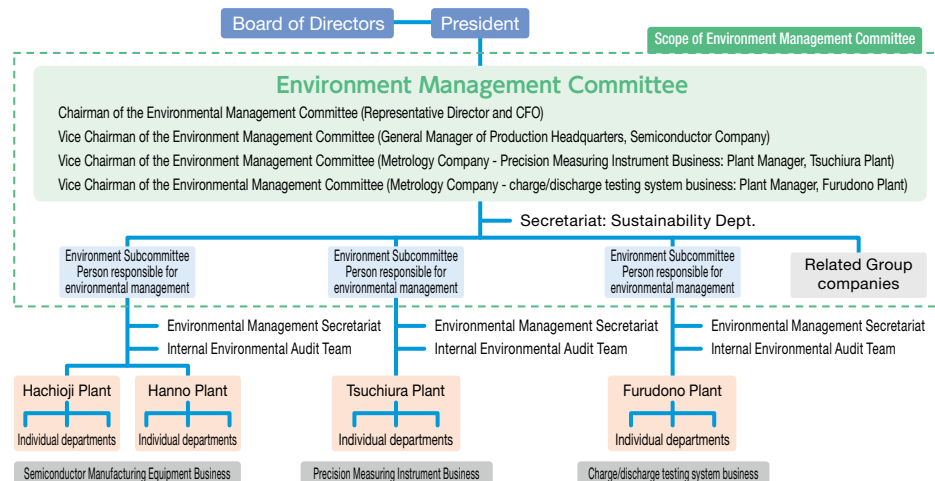 Board of Directors
President
Scope of Environment Management Committee
Environment Management Committee
Chairman of the Environmental Management Committee (Representative Director and CFO)
Vice Chairman of the Environment Management Committee (General Manager of Production Headquarters, Semiconductor Company)
Vice Chairman of the Environment Management Committee (Metrology Company - Precision Measuring Instrument Business: Plant Manager, Tsuchiura Plant)
Vice Chairman of the Environmental Management Committee (Metrology Company - charge/discharge testing system business: Plant Manager, Furudono Plant)
Secretariat: Sustainability Dept.
Environment Subcommittee
Person responsible for
environmental management
Environment Subcommittee
Person responsible for
environmental management
Environment Subcommittee
Person responsible for
environmental management
Related Group
companies
Environmental Management Secretariat
Internal Environmental Audit Team
Environmental Management Secretariat
Internal Environmental Audit Team
Environmental Management Secretariat
Internal Environmental Audit Team
Hachioji Plant
Individual departments
Hanno Plant
Individual departments
Tsuchiura Plant
Individual departments
Furudono Plant
Individual departments
Semiconductor Manufacturing Equipment Business
Precision Measuring Instrument Business
Charge/discharge testing system business